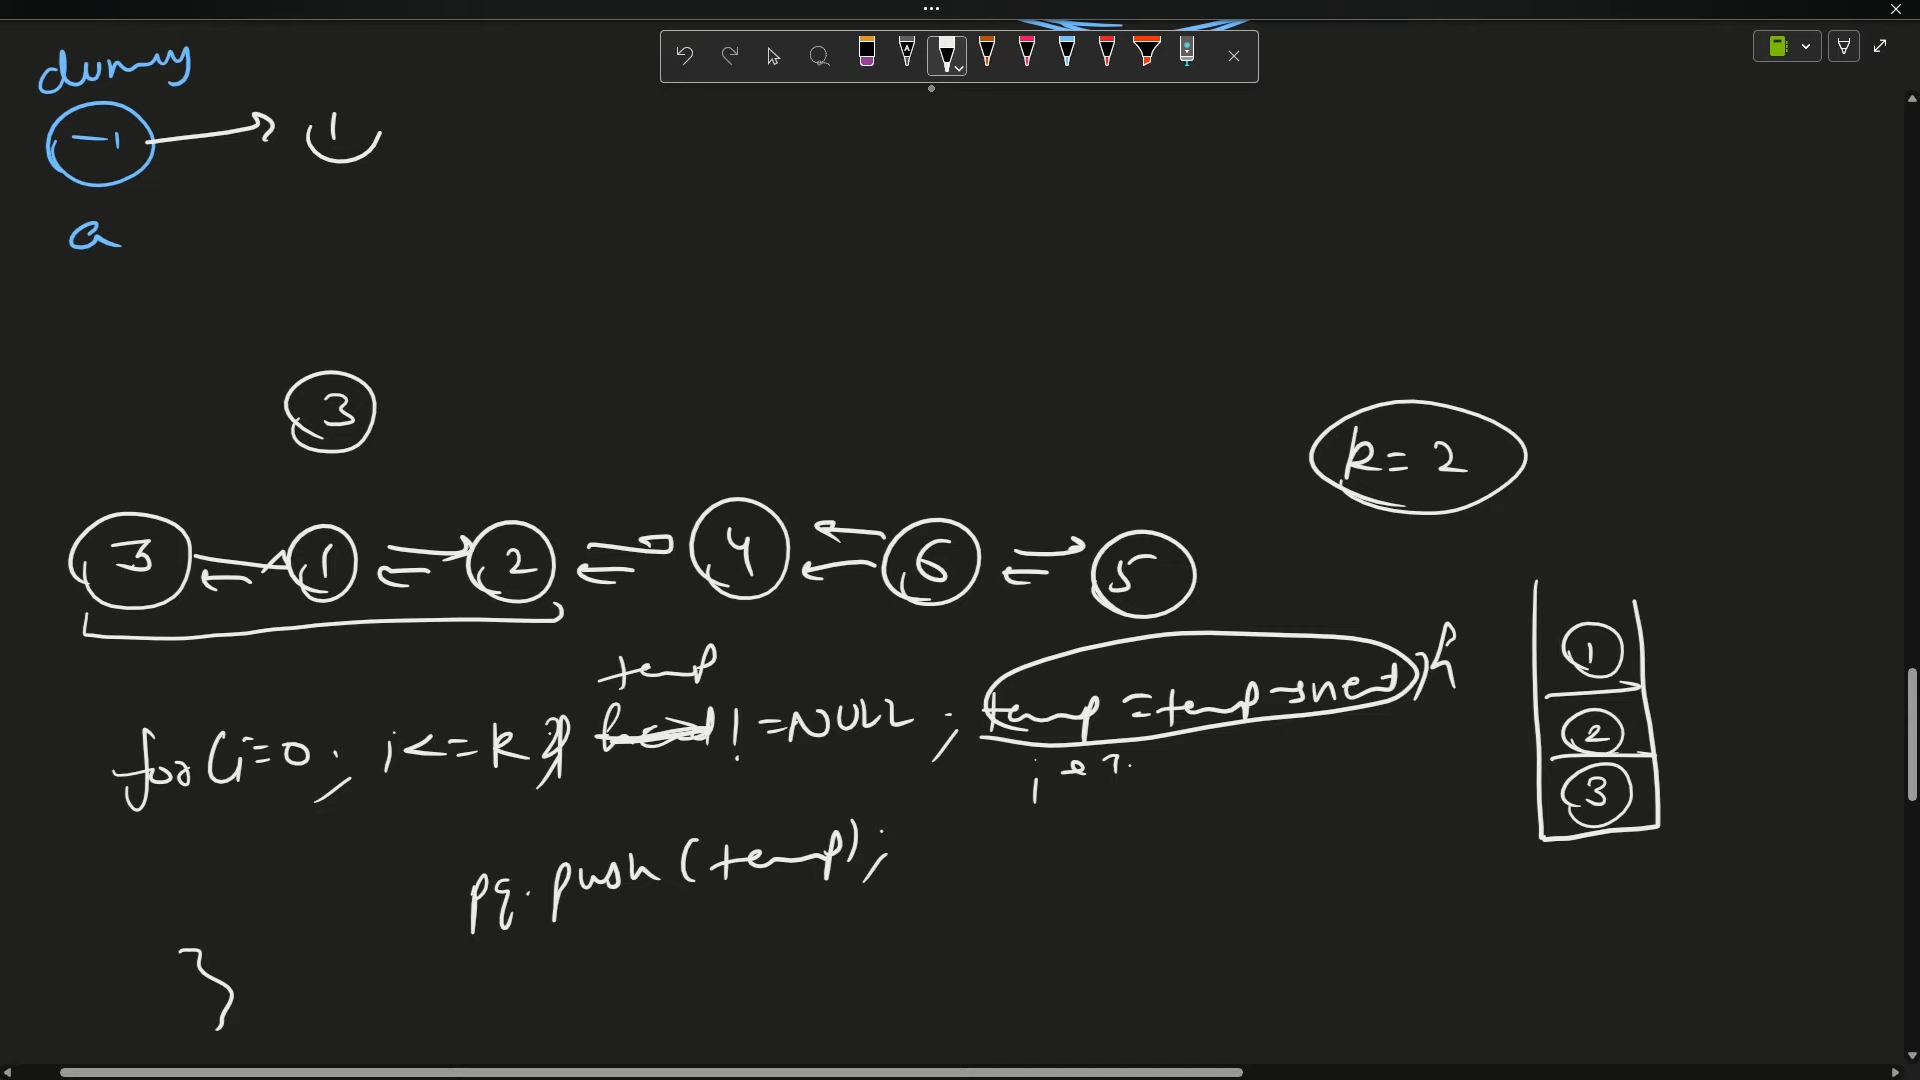 dummy
-1
1
a
3
k = 2
3 1 2 4 6 5
temp
for(i=0; i<=k && head != NULL; temp = temp→next){
i++
pq.push(temp);
}
1
2
3